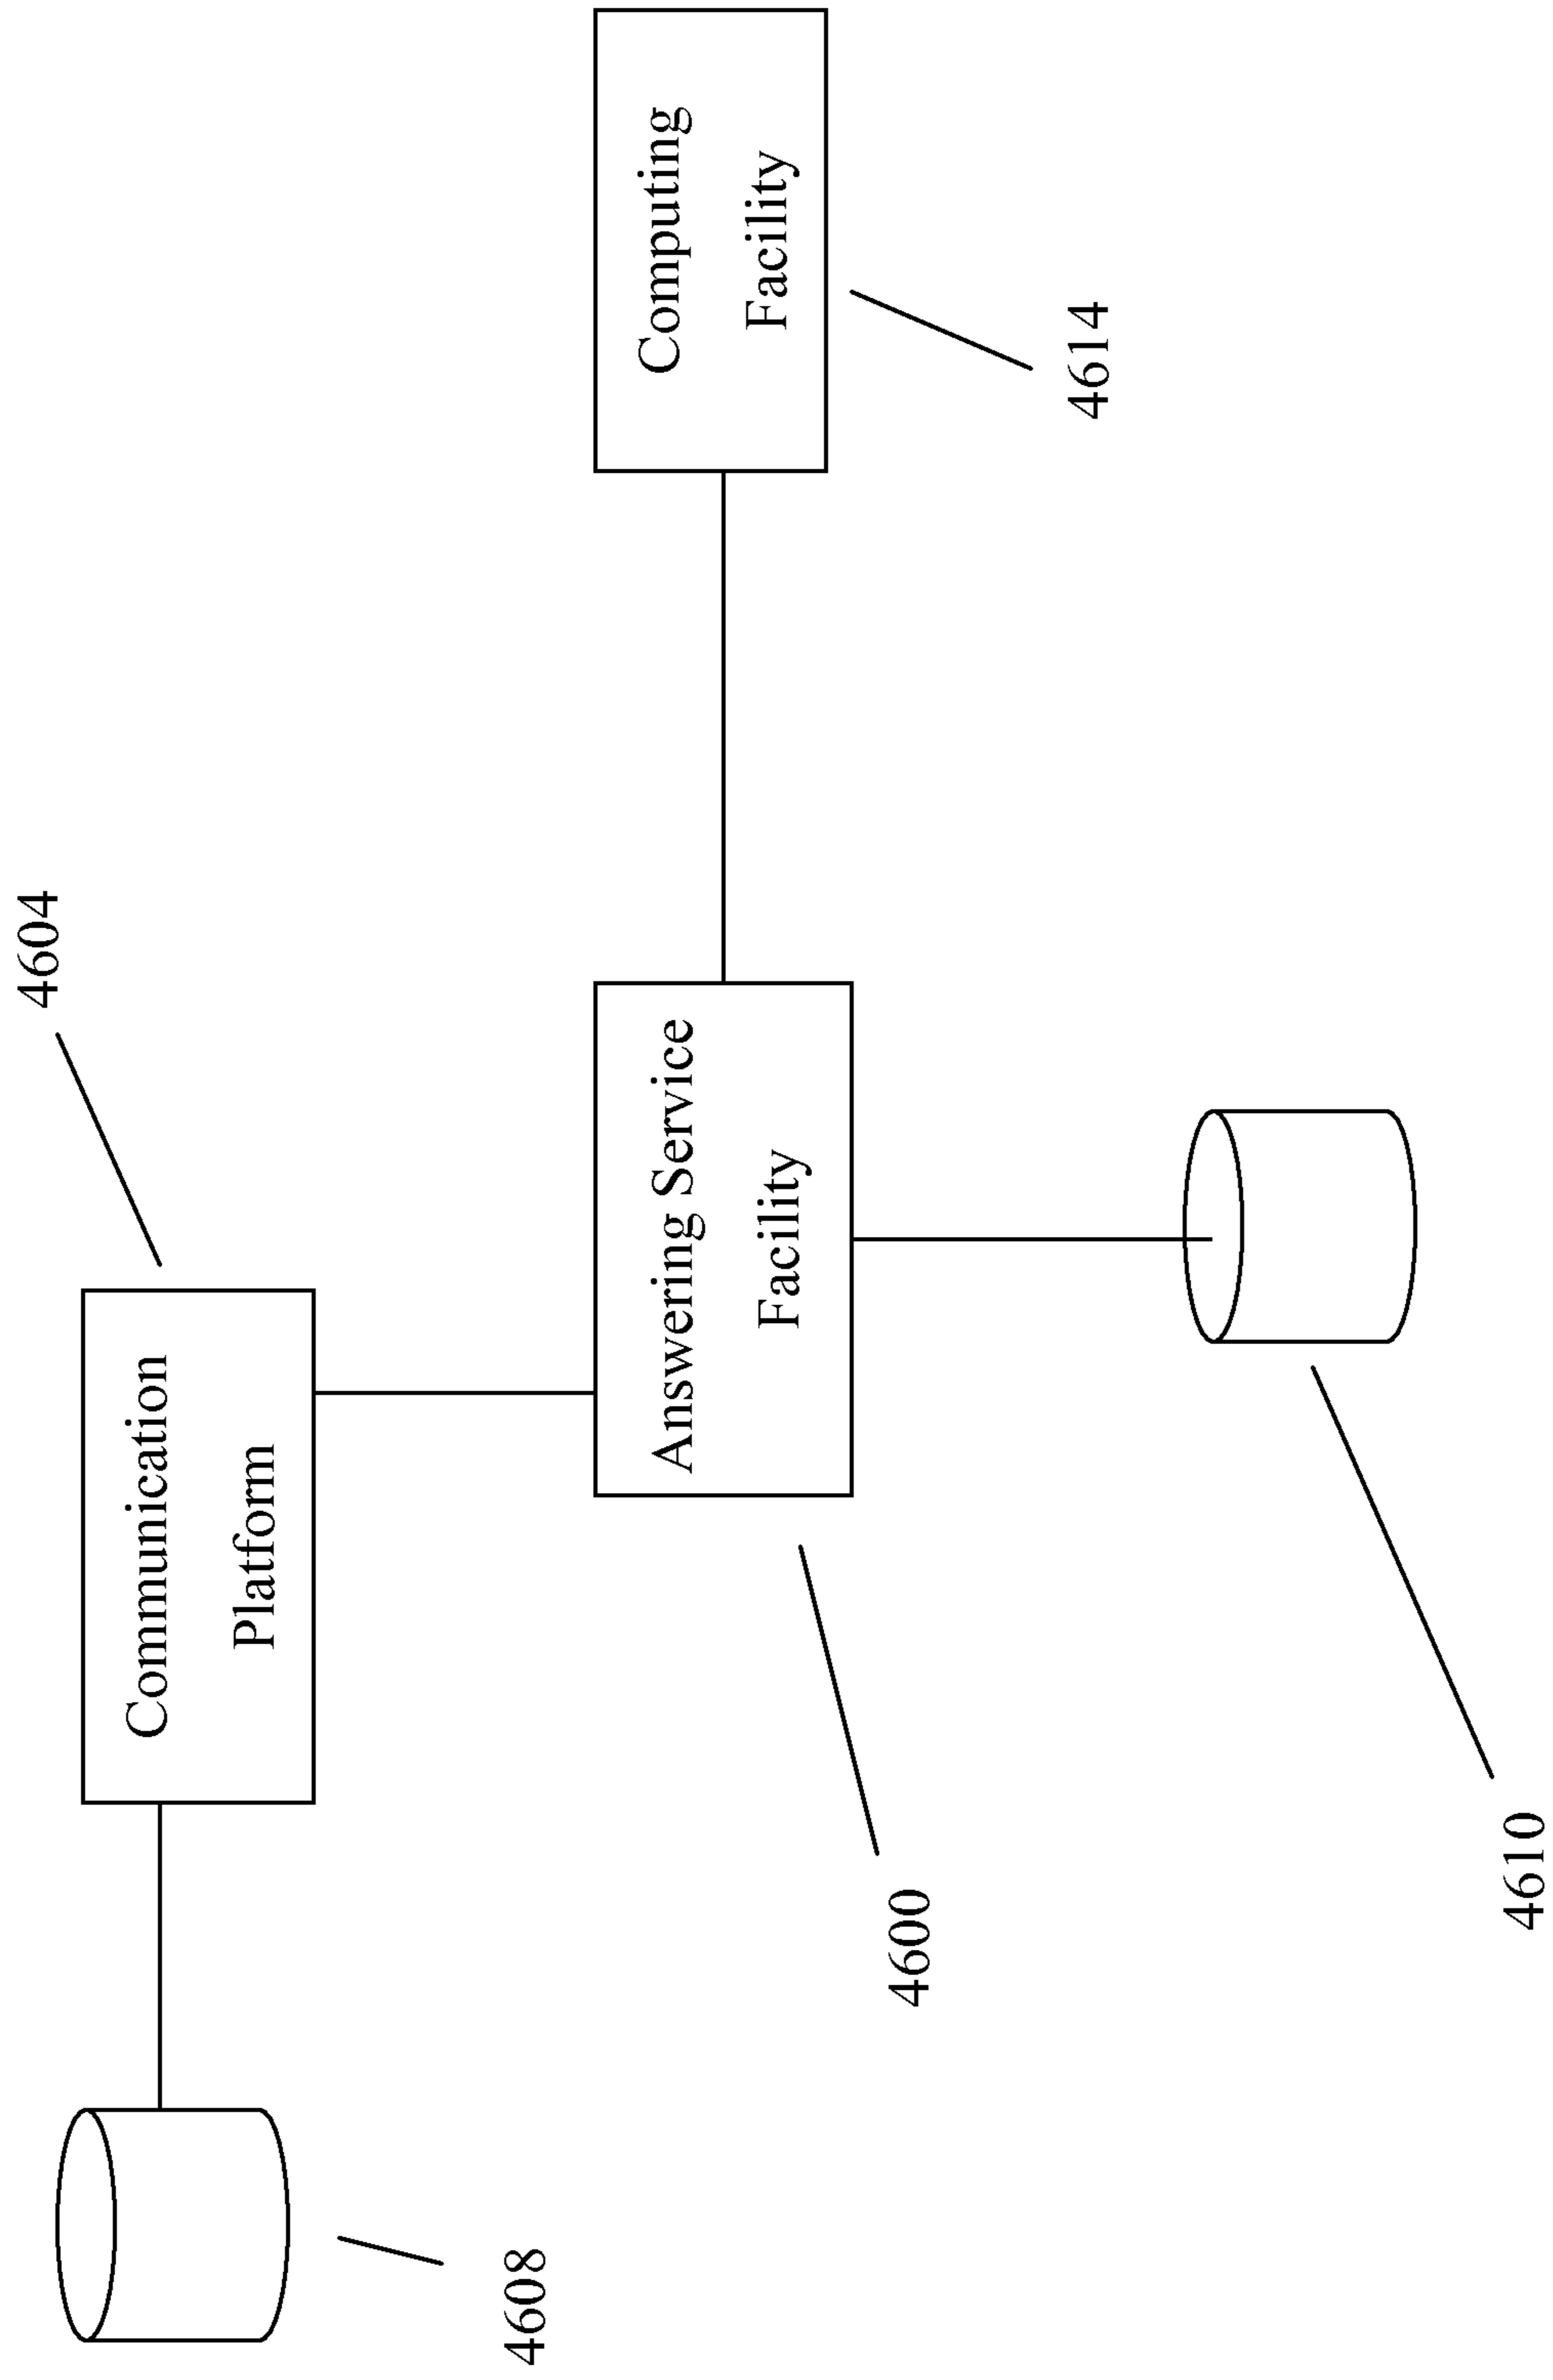 4608
Communication
Platform
4604
4600
Answering Service
Facility
Computing
Facility
4614
4610